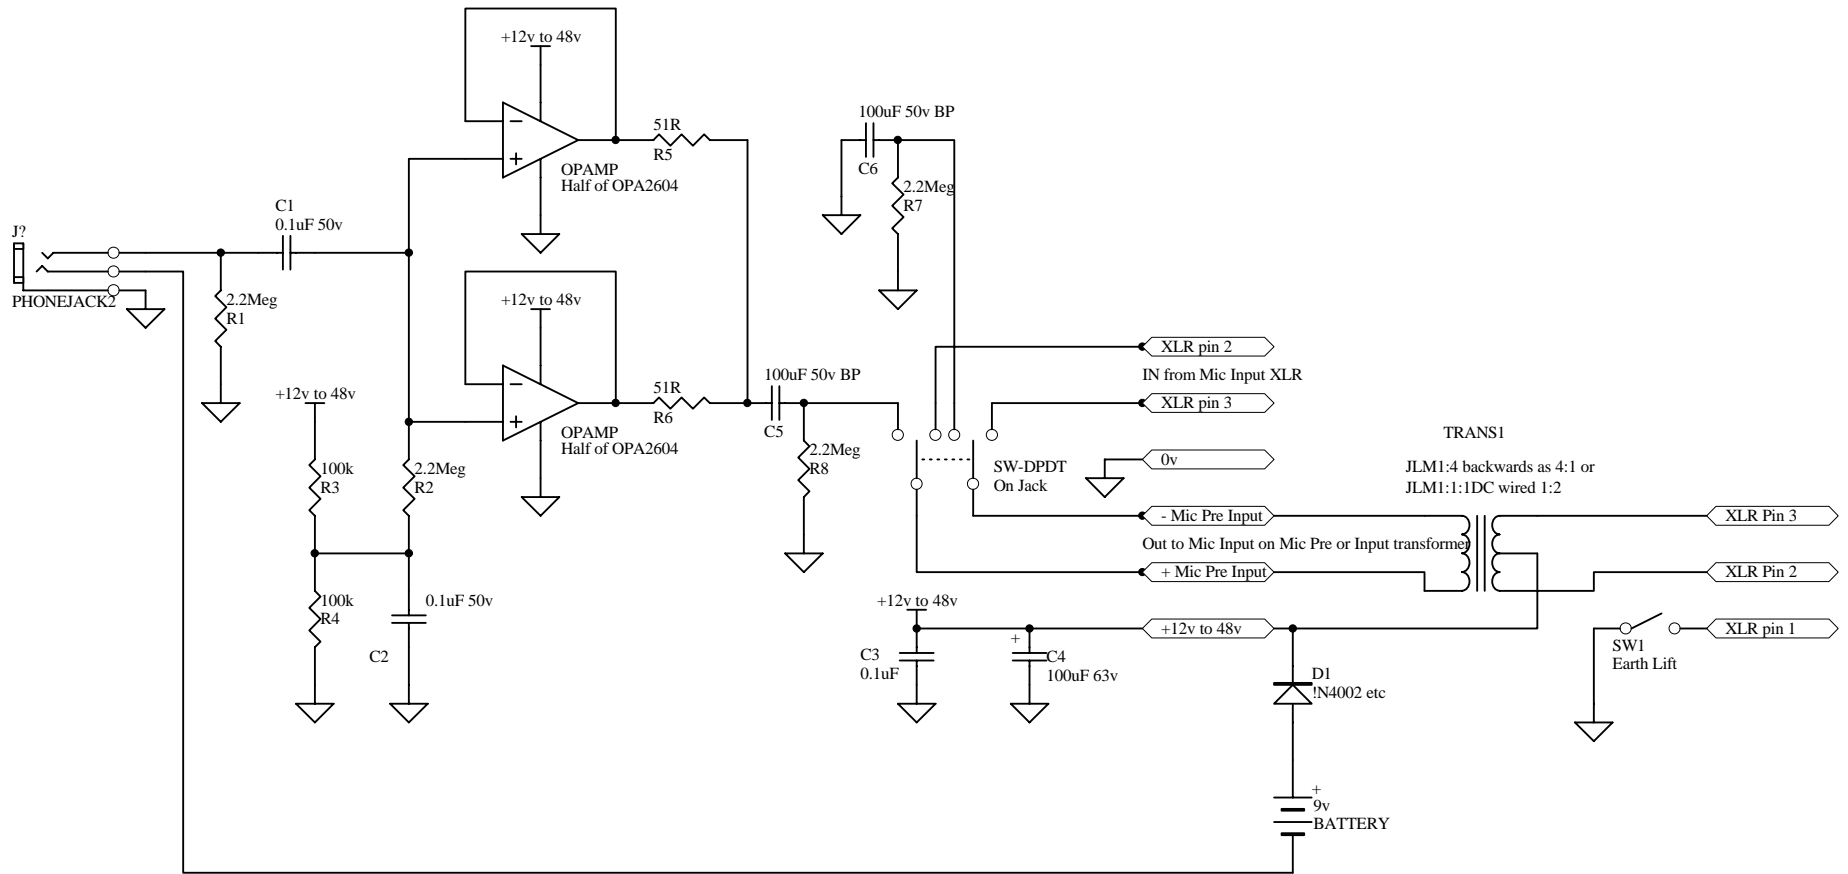 +12v to 48v
OPAMP
Half of OPA2604
51R
R5
100uF 50v BP
C6
2.2Meg
R7
J?
PHONEJACK2
C1
0.1uF 50v
2.2Meg
R1
+12v to 48v
OPAMP
Half of OPA2604
51R
R6
100uF 50v BP
C5
2.2Meg
R8
+12v to 48v
100k
R3
2.2Meg
R2
100k
R4
0.1uF 50v
C2
XLR pin 2
IN from Mic Input XLR
XLR pin 3
0v
SW-DPDT
On Jack
- Mic Pre Input
Out to Mic Input on Mic Pre or Input transformer
+ Mic Pre Input
TRANS1
JLM1:4 backwards as 4:1 or
JLM1:1:1DC wired 1:2
XLR Pin 3
XLR Pin 2
XLR pin 1
SW1
Earth Lift
+12v to 48v
C3
0.1uF
+
C4
100uF 63v
+12v to 48v
D1
!N4002 etc
+
9v
BATTERY